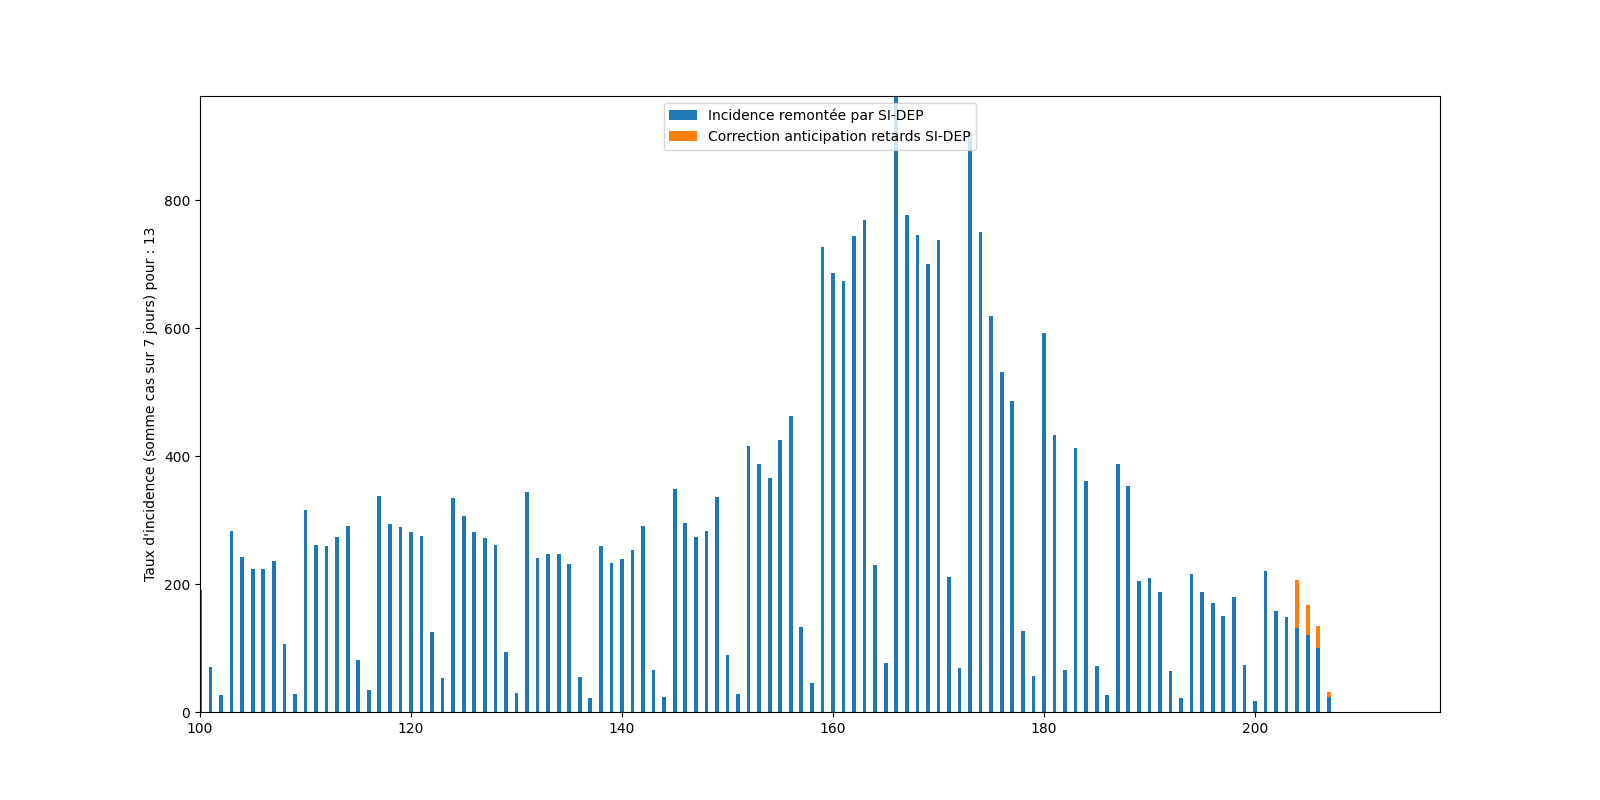 Incidence remontée par SI-DEP
Correction anticipation retards SI-DEP
Taux d'incidence (somme cas sur 7 jours) pour : 13
800
600
400
200
0
100 120 140 160 180 200